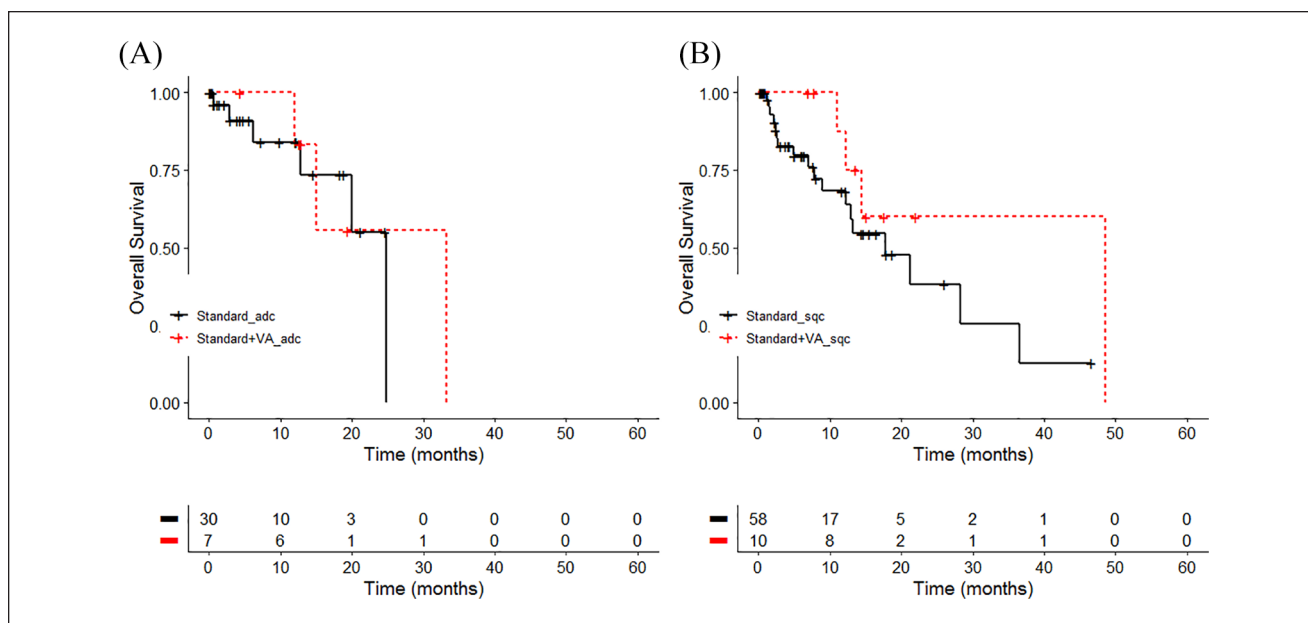 (A)
1.00
0.75
0.50
0.
0.00
Overall Survival
Standard_adc
Standard+VA_adc
0 10 20 30 40 50 60
Time (months)
30 10 3 0 0 0 0
7 6 1 1 0 0 0
0 10 20 30 40 50 60
Time (months)
(B)
1.00
0.75
0.50
0.
0.00
Overall Survival
Standard_sqc
Standard+VA_sqc
0 10 20 30 40 50 60
Time (months)
58 17 5 2 1 0 0
10 8 2 1 1 0 0
0 10 20 30 40 50 60
Time (months)